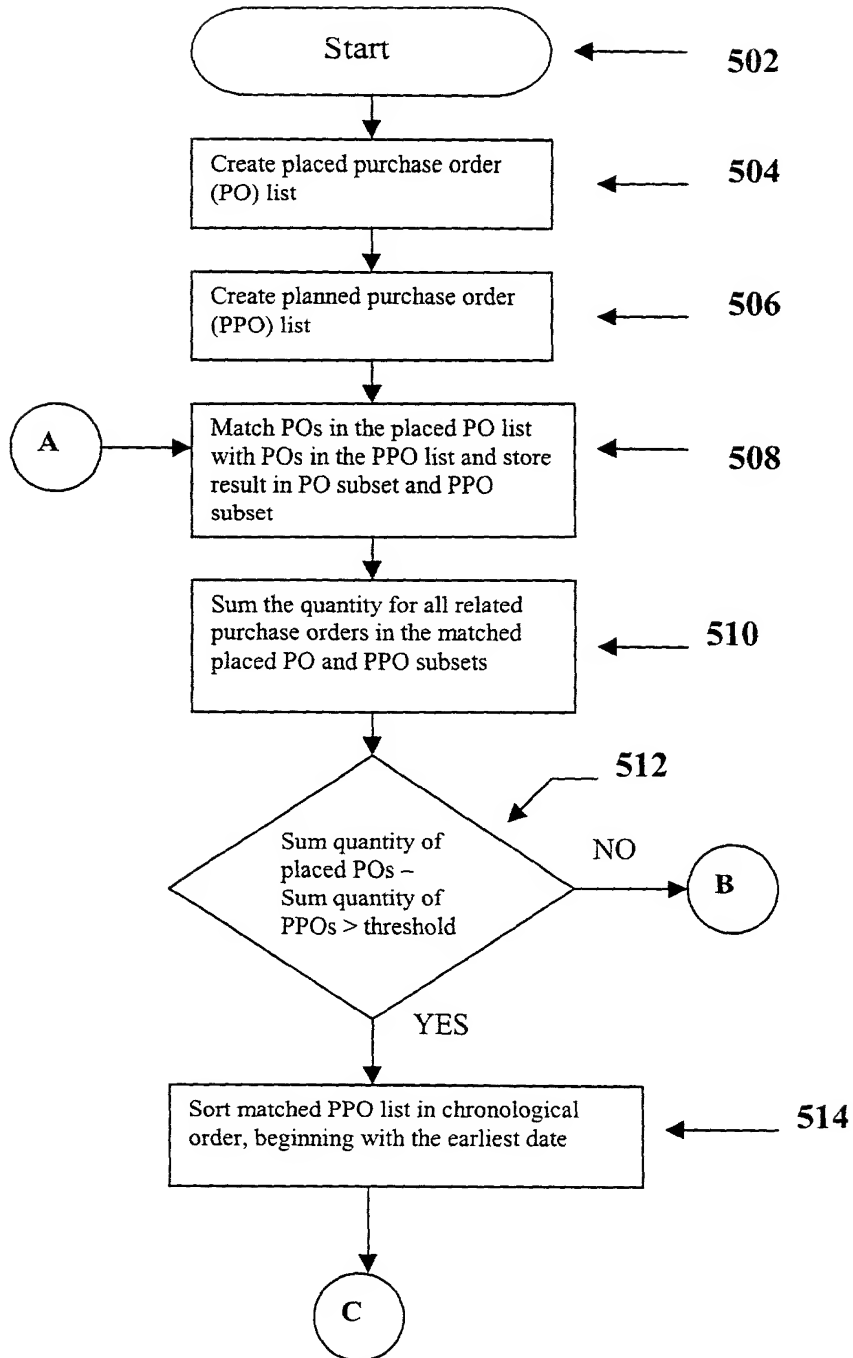 Start
502
Create placed purchase order
(PO) list
504
Create planned purchase order
(PPO) list
506
A
Match POs in the placed PO list
with POs in the PPO list and store
result in PO subset and PPO
subset
508
Sum the quantity for all related
purchase orders in the matched
placed PO and PPO subsets
510
512
Sum quantity of
placed POs –
Sum quantity of
PPOs > threshold
NO
B
YES
Sort matched PPO list in chronological
order, beginning with the earliest date
514
C